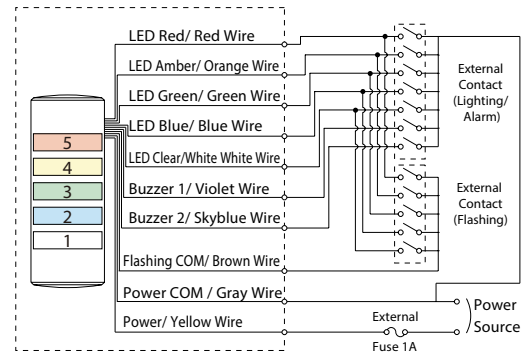 LED Red/ Red Wire
LED Amber/ Orange Wire
LED Green/ Green Wire
LED Blue/ Blue Wire
LED Clear/White White Wire
Buzzer 1/ Violet Wire
Buzzer 2/ Skyblue Wire
Flashing COM/ Brown Wire
Power COM / Gray Wire
Power/ Yellow Wire
5
4
3
2
1
External
Contact
(Lighting/
Alarm)
External
Contact
(Flashing)
External
Fuse 1A
Power
Source